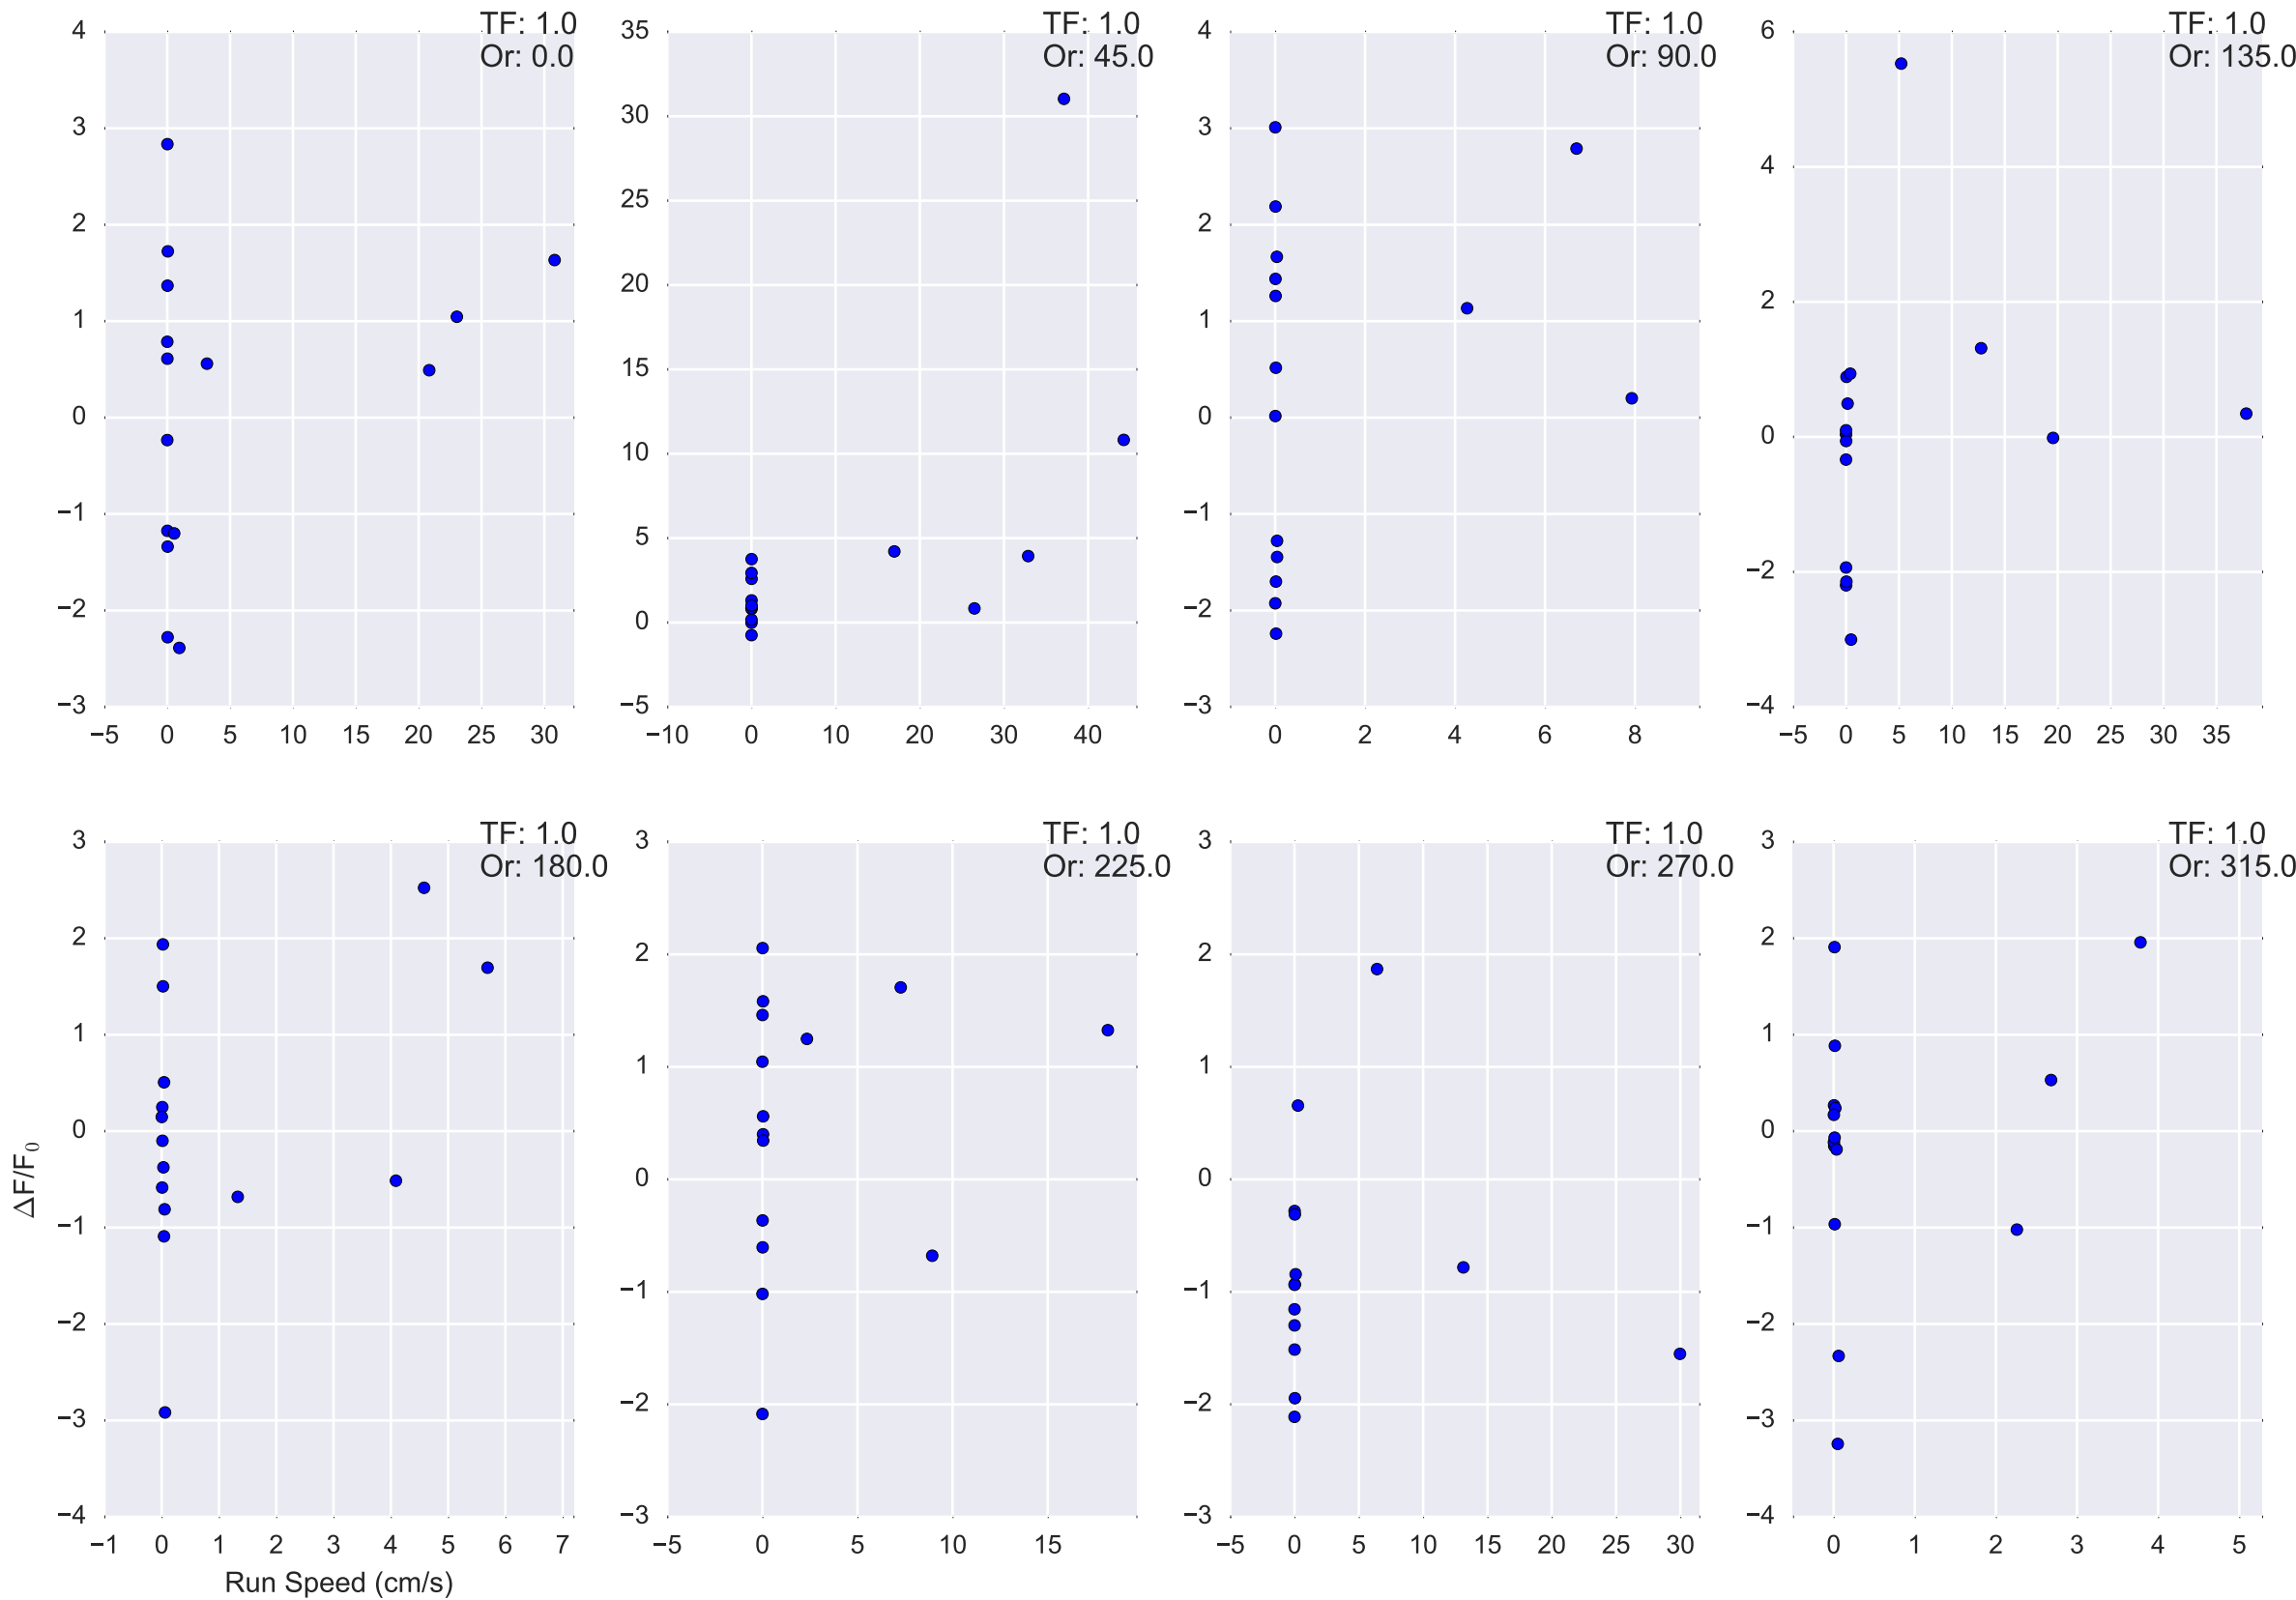 TF: 1.0
Or: 0.0
4
3
2
1
0
−1
−2
−3
−5 0 5 10 15 20 25 30
TF: 1.0
Or: 45.0
35
30
25
20
15
10
5
0
−5
−10 0 10 20 30 40
TF: 1.0
Or: 90.0
4
3
2
1
0
−1
−2
−3
0 2 4 6 8
TF: 1.0
Or: 135.0
6
4
2
0
−2
−4
−5 0 5 10 15 20 25 30 35
TF: 1.0
Or: 180.0
3
2
1
0
−1
−2
−3
−4
−1 0 1 2 3 4 5 6 7
ΔF/F₀
Run Speed (cm/s)
TF: 1.0
Or: 225.0
3
2
1
0
−1
−2
−3
−5 0 5 10 15
TF: 1.0
Or: 270.0
3
2
1
0
−1
−2
−3
−5 0 5 10 15 20 25 30
TF: 1.0
Or: 315.0
3
2
1
0
−1
−2
−3
−4
0 1 2 3 4 5